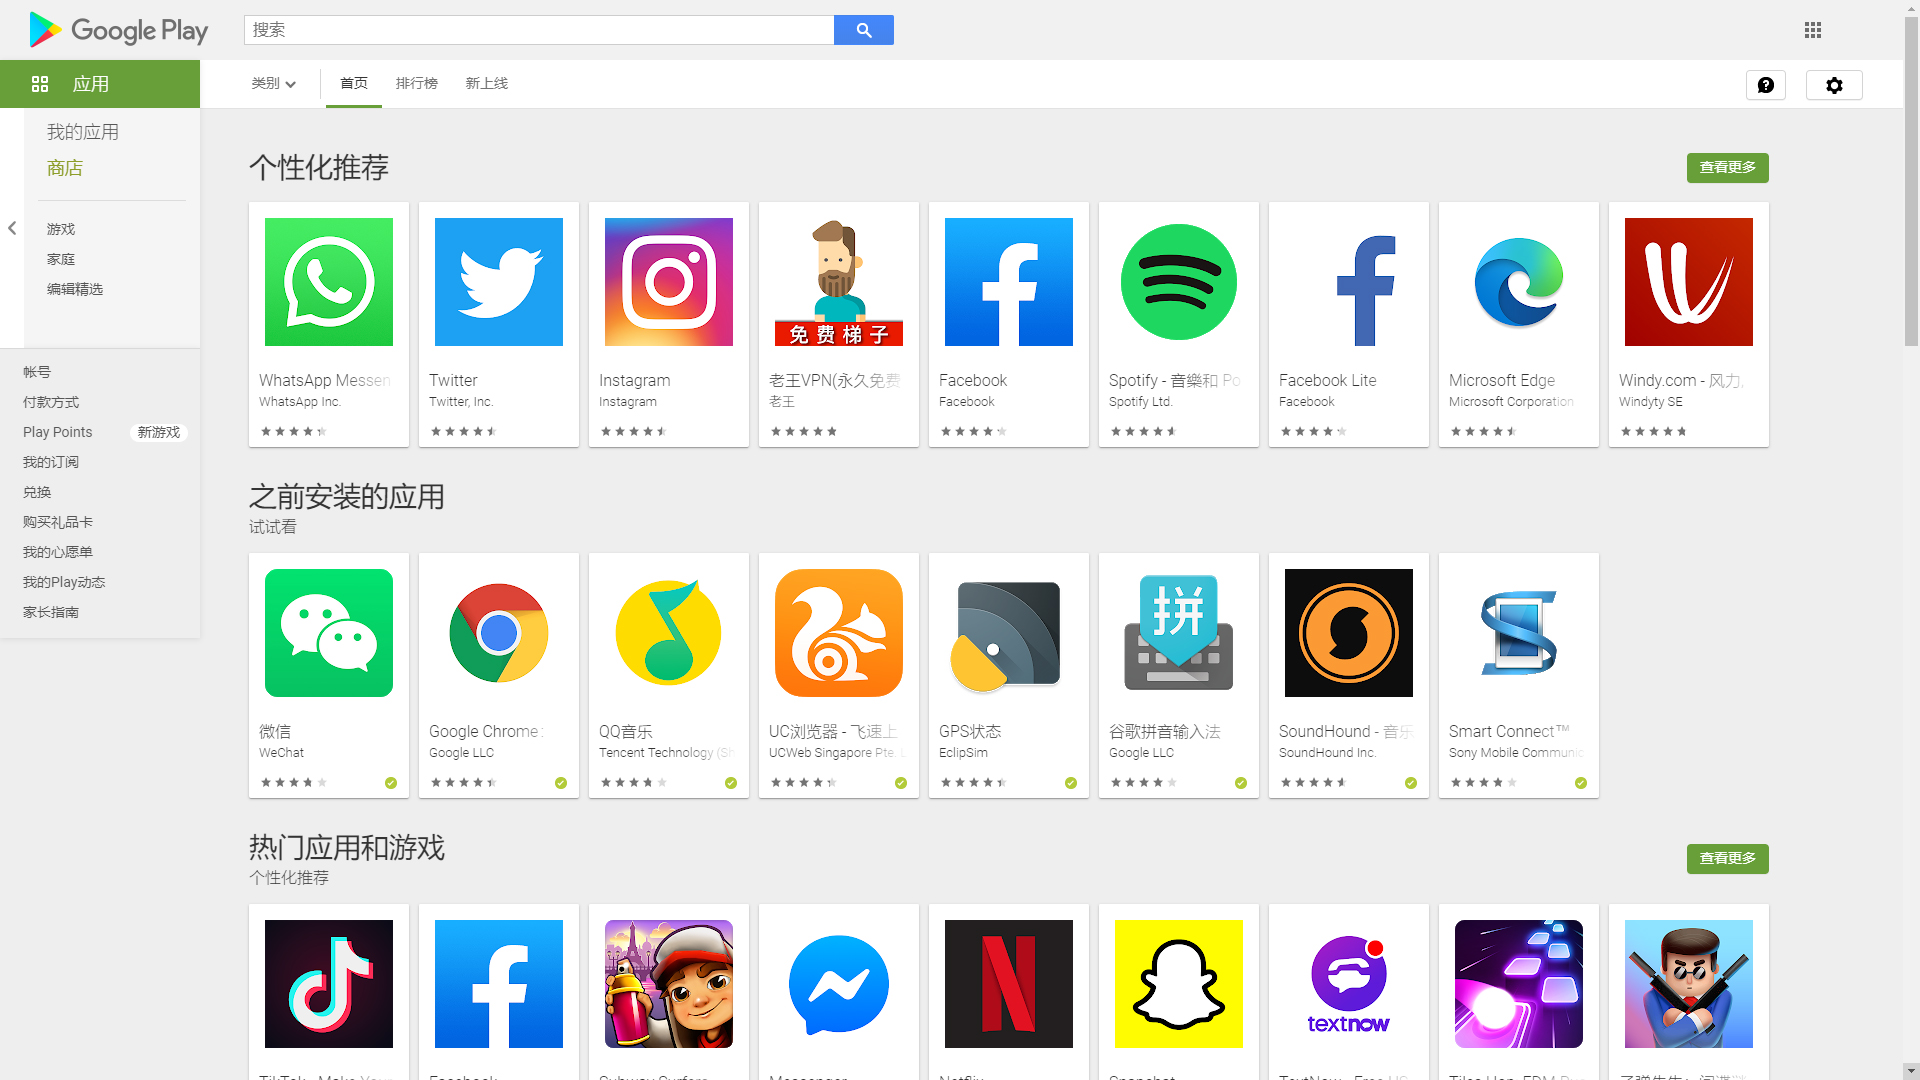 Google Play
搜索
应用
类别
首页
排行榜
新上线
我的应用
商店
游戏
家庭
编辑精选
帐号
付款方式
Play Points
新游戏
我的订阅
兑换
购买礼品卡
我的心愿单
我的Play动态
家长指南
个性化推荐
查看更多
免费梯子
WhatsApp Messen
WhatsApp Inc.
Twitter
Twitter, Inc.
Instagram
Instagram
老王VPN(永久免费
老王
Facebook
Facebook
Spotify - 音樂和 Po
Spotify Ltd.
Facebook Lite
Facebook
Microsoft Edge
Microsoft Corporation
Windy.com - 风力,
Windyty SE
之前安装的应用
试试看
拼
微信
WeChat
Google Chrome:
Google LLC
QQ音乐
Tencent Technology (Sh
UC浏览器 - 飞速上
UCWeb Singapore Pte.
GPS状态
EclipSim
谷歌拼音输入法
Google LLC
SoundHound - 音乐
SoundHound Inc.
Smart Connect™
Sony Mobile Communic
热门应用和游戏
个性化推荐
查看更多
textnow
Facebook
Subway Surfers
Messenger
Netflix
Snapchat